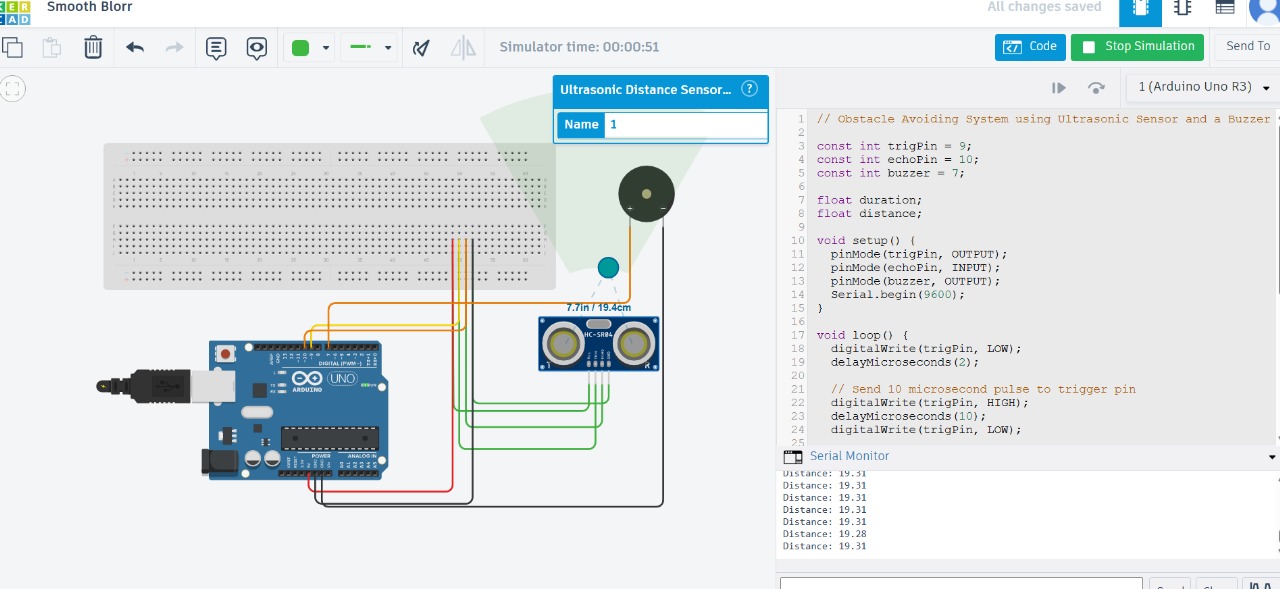 KER
CAD
Smooth Blorr
All changes saved
Simulator time: 00:00:51
Code
Stop Simulation
Send To
Ultrasonic Distance Sensor...
?
Name
1
1 (Arduino Uno R3)
7.7in / 19.4cm
HC-SR04
T
R
DIGITAL (PWM~)
UNO
ARDUINO
POWER
ANALOG IN
1 // Obstacle Avoiding System using Ultrasonic Sensor and a Buzzer
2
3 const int trigPin = 9;
4 const int echoPin = 10;
5 const int buzzer = 7;
6
7 float duration;
8 float distance;
9
10 void setup() {
11 pinMode(trigPin, OUTPUT);
12 pinMode(echoPin, INPUT);
13 pinMode(buzzer, OUTPUT);
14 Serial.begin(9600);
15 }
16
17 void loop() {
18 digitalWrite(trigPin, LOW);
19 delayMicroseconds(2);
20
21 // Send 10 microsecond pulse to trigger pin
22 digitalWrite(trigPin, HIGH);
23 delayMicroseconds(10);
24 digitalWrite(trigPin, LOW);
25
Serial Monitor
Distance: 19.31
Distance: 19.31
Distance: 19.31
Distance: 19.31
Distance: 19.31
Distance: 19.28
Distance: 19.31